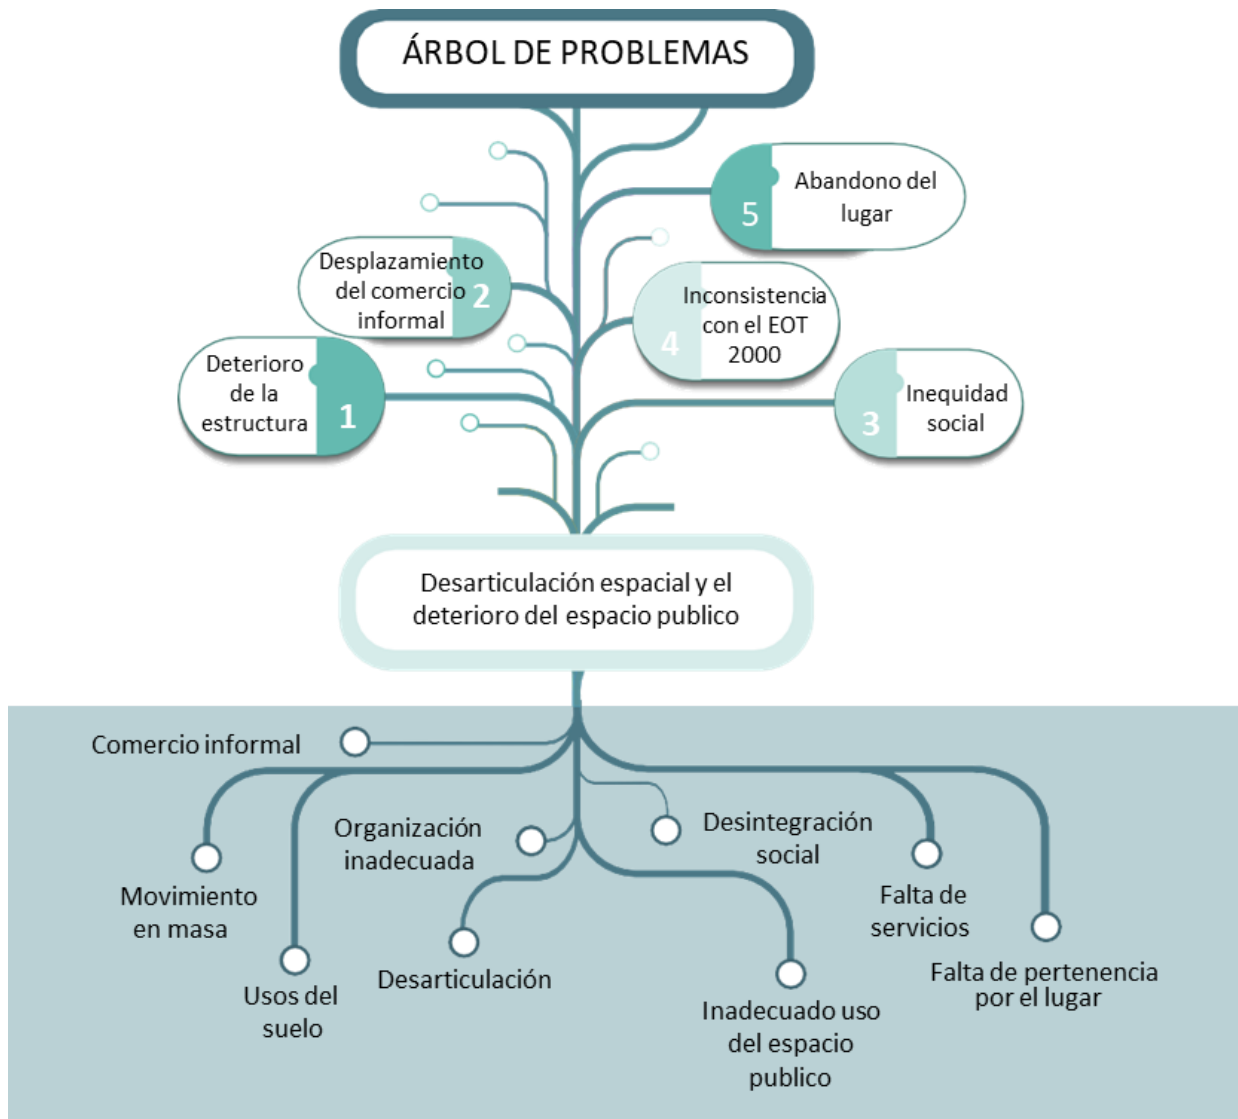 ÁRBOL DE PROBLEMAS
5
Abandono del
lugar
Desplazamiento
del comercio
informal
2
4
Inconsistencia
con el EOT
2000
Deterioro
de la
estructura
1
3
Inequidad
social
Desarticulación espacial y el
deterioro del espacio publico
Comercio informal
Organización
inadecuada
Desintegración
social
Movimiento
en masa
Falta de
servicios
Usos del
suelo
Desarticulación
Inadecuado uso
del espacio
publico
Falta de pertenencia
por el lugar